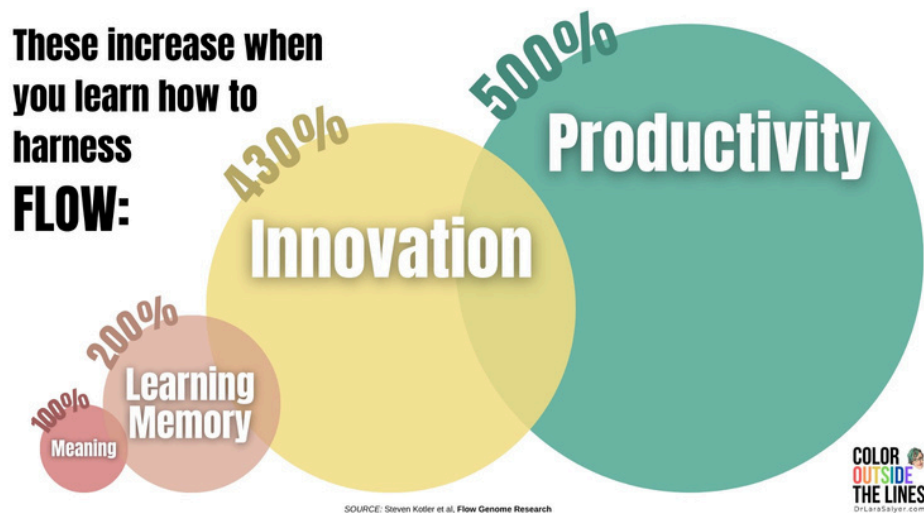 These increase when
you learn how to
harness
FLOW:
100%
Meaning
200%
Learning
Memory
430%
Innovation
500%
Productivity
SOURCE: Steven Kotler et al, Flow Genome Research
COLOR
OUTSIDE
THE LINES
DrLaraSalyer.com